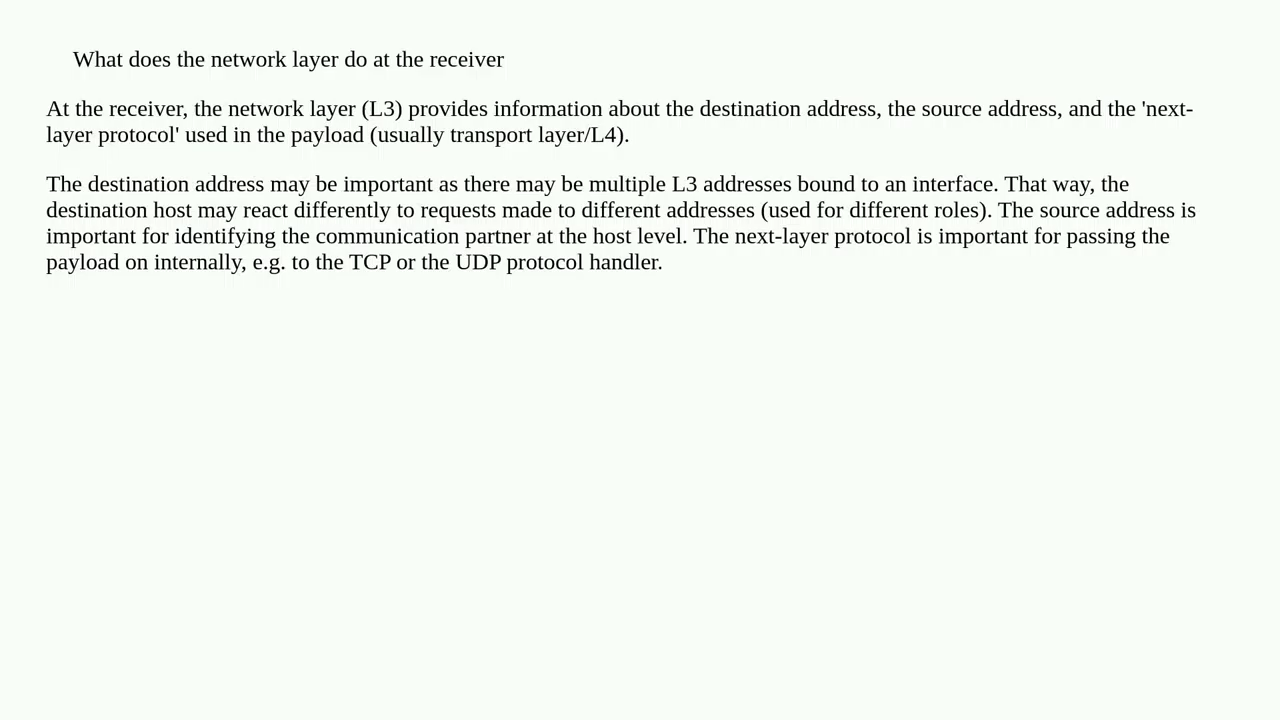 What does the network layer do at the receiver
At the receiver, the network layer (L3) provides information about the destination address, the source address, and the 'next-
layer protocol' used in the payload (usually transport layer/L4).
The destination address may be important as there may be multiple L3 addresses bound to an interface. That way, the
destination host may react differently to requests made to different addresses (used for different roles). The source address is
important for identifying the communication partner at the host level. The next-layer protocol is important for passing the
payload on internally, e.g. to the TCP or the UDP protocol handler.